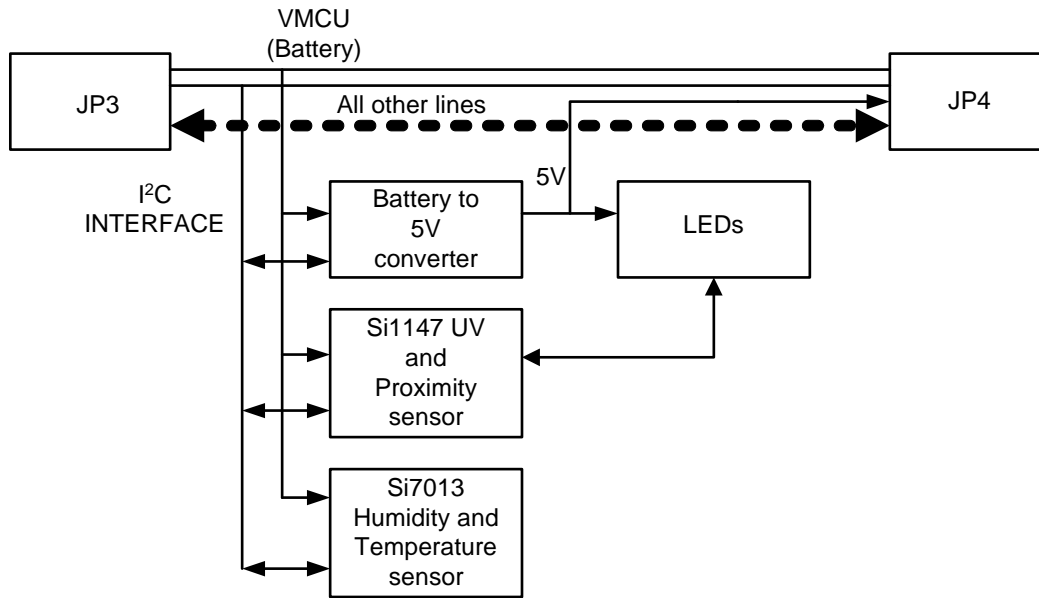 VMCU
(Battery)
JP3
JP4
All other lines
I²C
INTERFACE
5V
Battery to
5V
converter
LEDs
Si1147 UV
and
Proximity
sensor
Si7013
Humidity and
Temperature
sensor